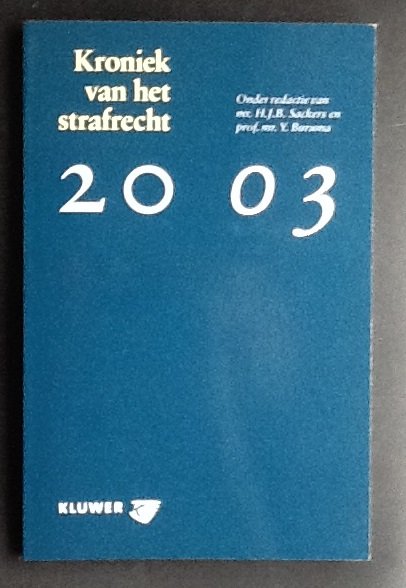 Kroniek
van het
strafrecht
Onder redactie van
mr. H.J.B. Sackers en
prof. mr. Y. Buruma
20 03
KLUWER